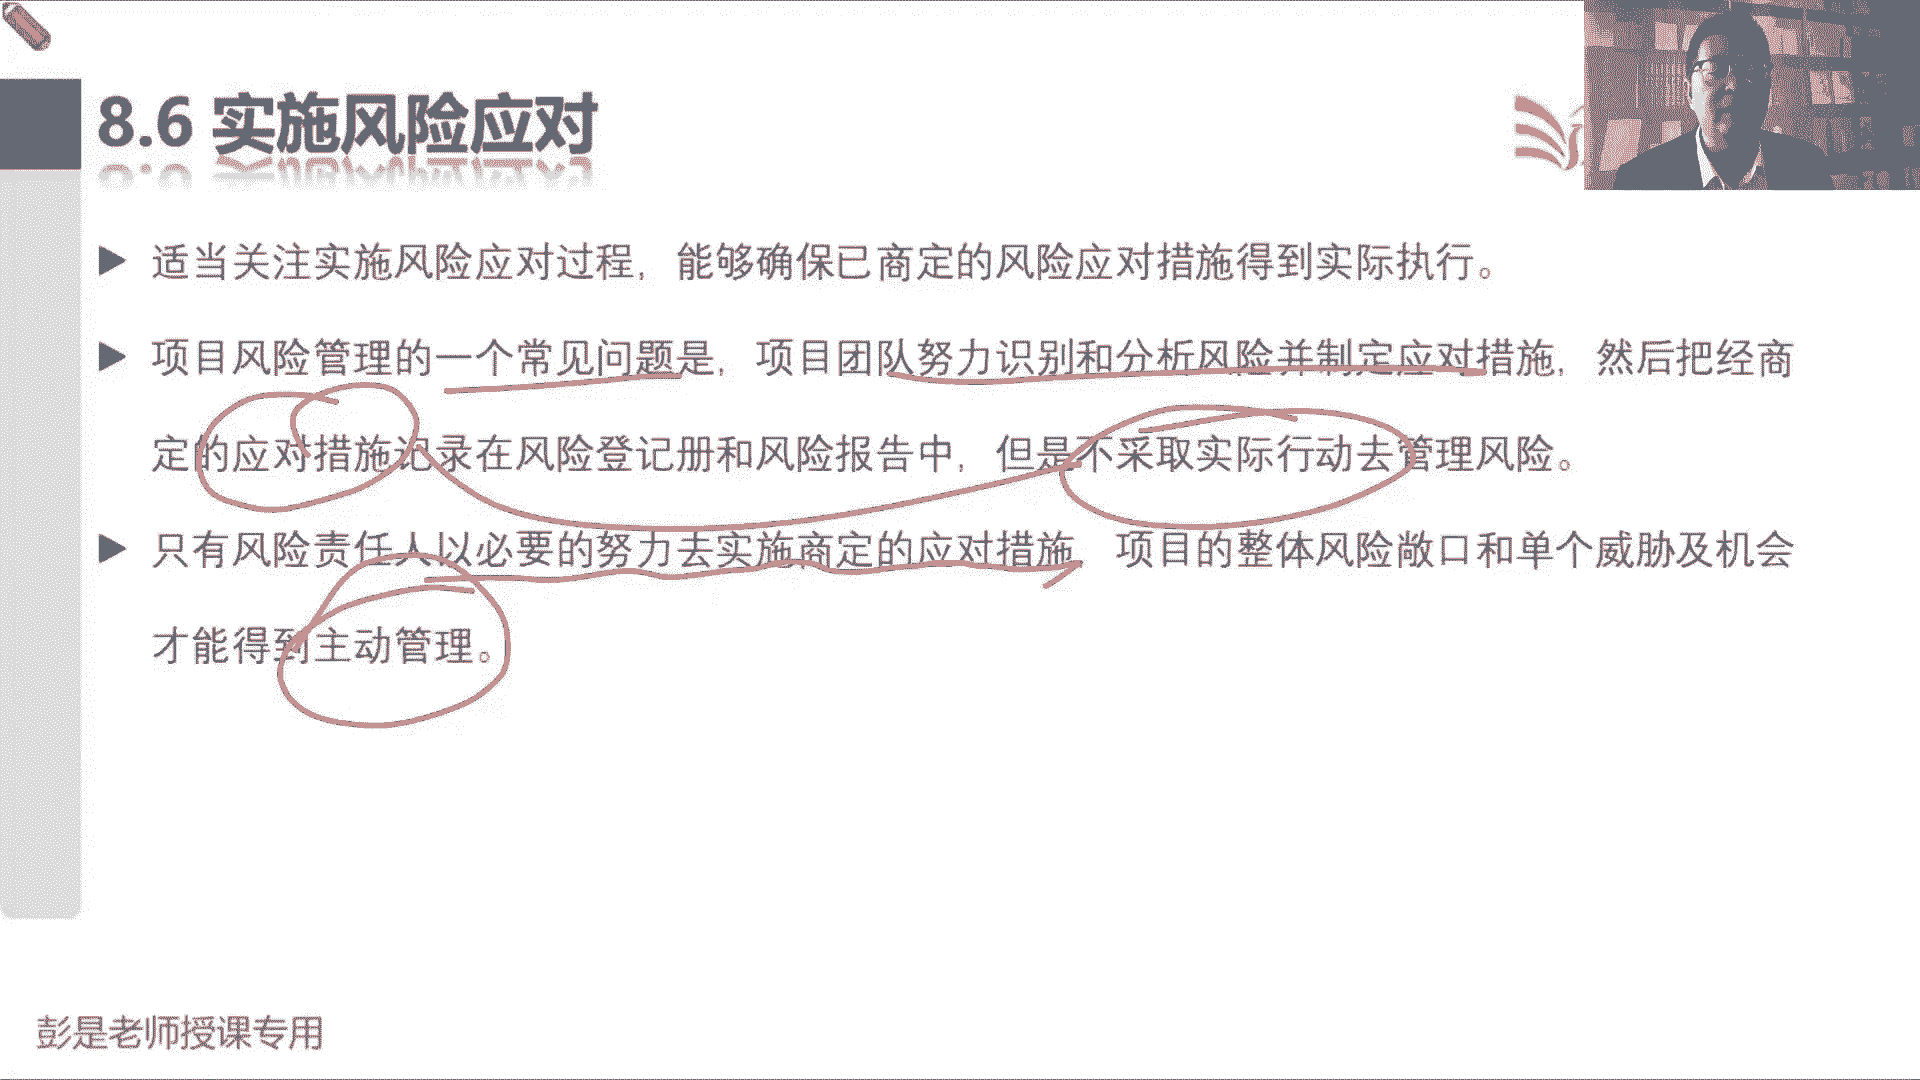 8.6 实施风险应对
适当关注实施风险应对过程，能够确保已商定的风险应对措施得到实际执行。
项目风险管理的一个常见问题是，项目团队努力识别和分析风险并制定应对措施，然后把经商
定的应对措施记录在风险登记册和风险报告中，但是不采取实际行动去管理风险。
只有风险责任人以必要的努力去实施商定的应对措施，项目的整体风险敞口和单个威胁及机会
才能得到主动管理。
彭是老师授课专用